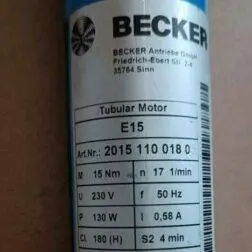 BECKER
BECKER Antriebe GmbH
Friedrich-Ebert Str. 2-4
35764 Sinn
Tubular Motor
E15
Art.Nr.: 2015 110 018 0
M 15 Nm n 17 1/min
U 230 V f 50 Hz
P 130 W I 0,58 A
Cl. 180 (H) S2 4 min